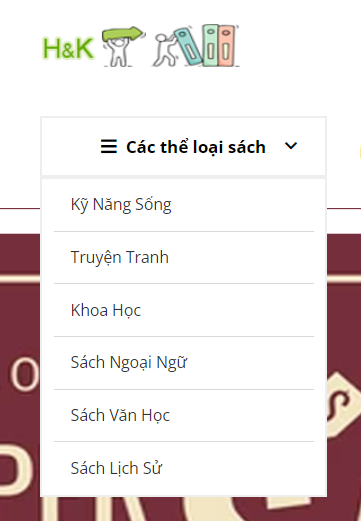 H&K
Các thể loại sách
Kỹ Năng Sống
Truyện Tranh
Khoa Học
Sách Ngoại Ngữ
Sách Văn Học
Sách Lịch Sử